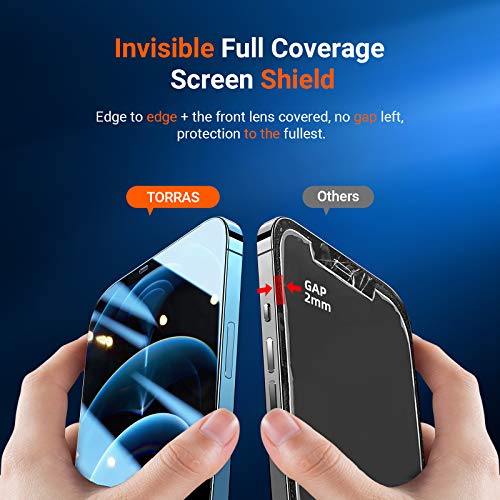 Invisible Full Coverage
Screen Shield
Edge to edge + the front lens covered, no gap left,
protection to the fullest.
TORRAS
Others
GAP
2mm